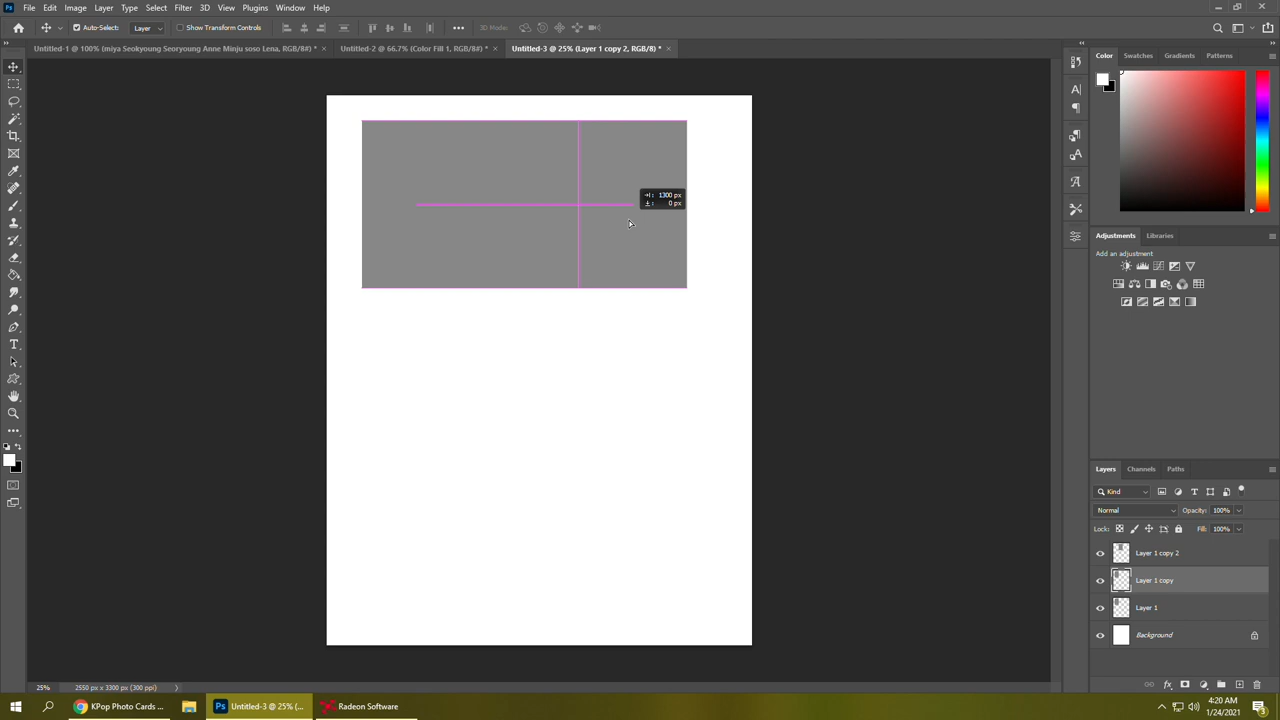 File Edit Image Layer Type Select Filter 3D View Plugins Window Help
Auto-Select: Layer Show Transform Controls 3D Mode:
Untitled-1 @ 100% (miya Seokyoung Seoryoung Anne Minju soso Lena, RGB/8#) * × Untitled-2 @ 66.7% (Color Fill 1, RGB/8#) * × Untitled-3 @ 25% (Layer 1 copy 2, RGB/8) * ×
Color Swatches Gradients Patterns
1300 px
0 px
Adjustments Libraries
Add an adjustment
Layers Channels Paths
Kind
Normal Opacity: 100%
Lock: Fill: 100%
Layer 1 copy 2
Layer 1 copy
Layer 1
Background
25% 2550 px x 3300 px (300 ppi)
KPop Photo Cards ... Untitled-3 @ 25% (... Radeon Software
4:20 AM
1/24/2021